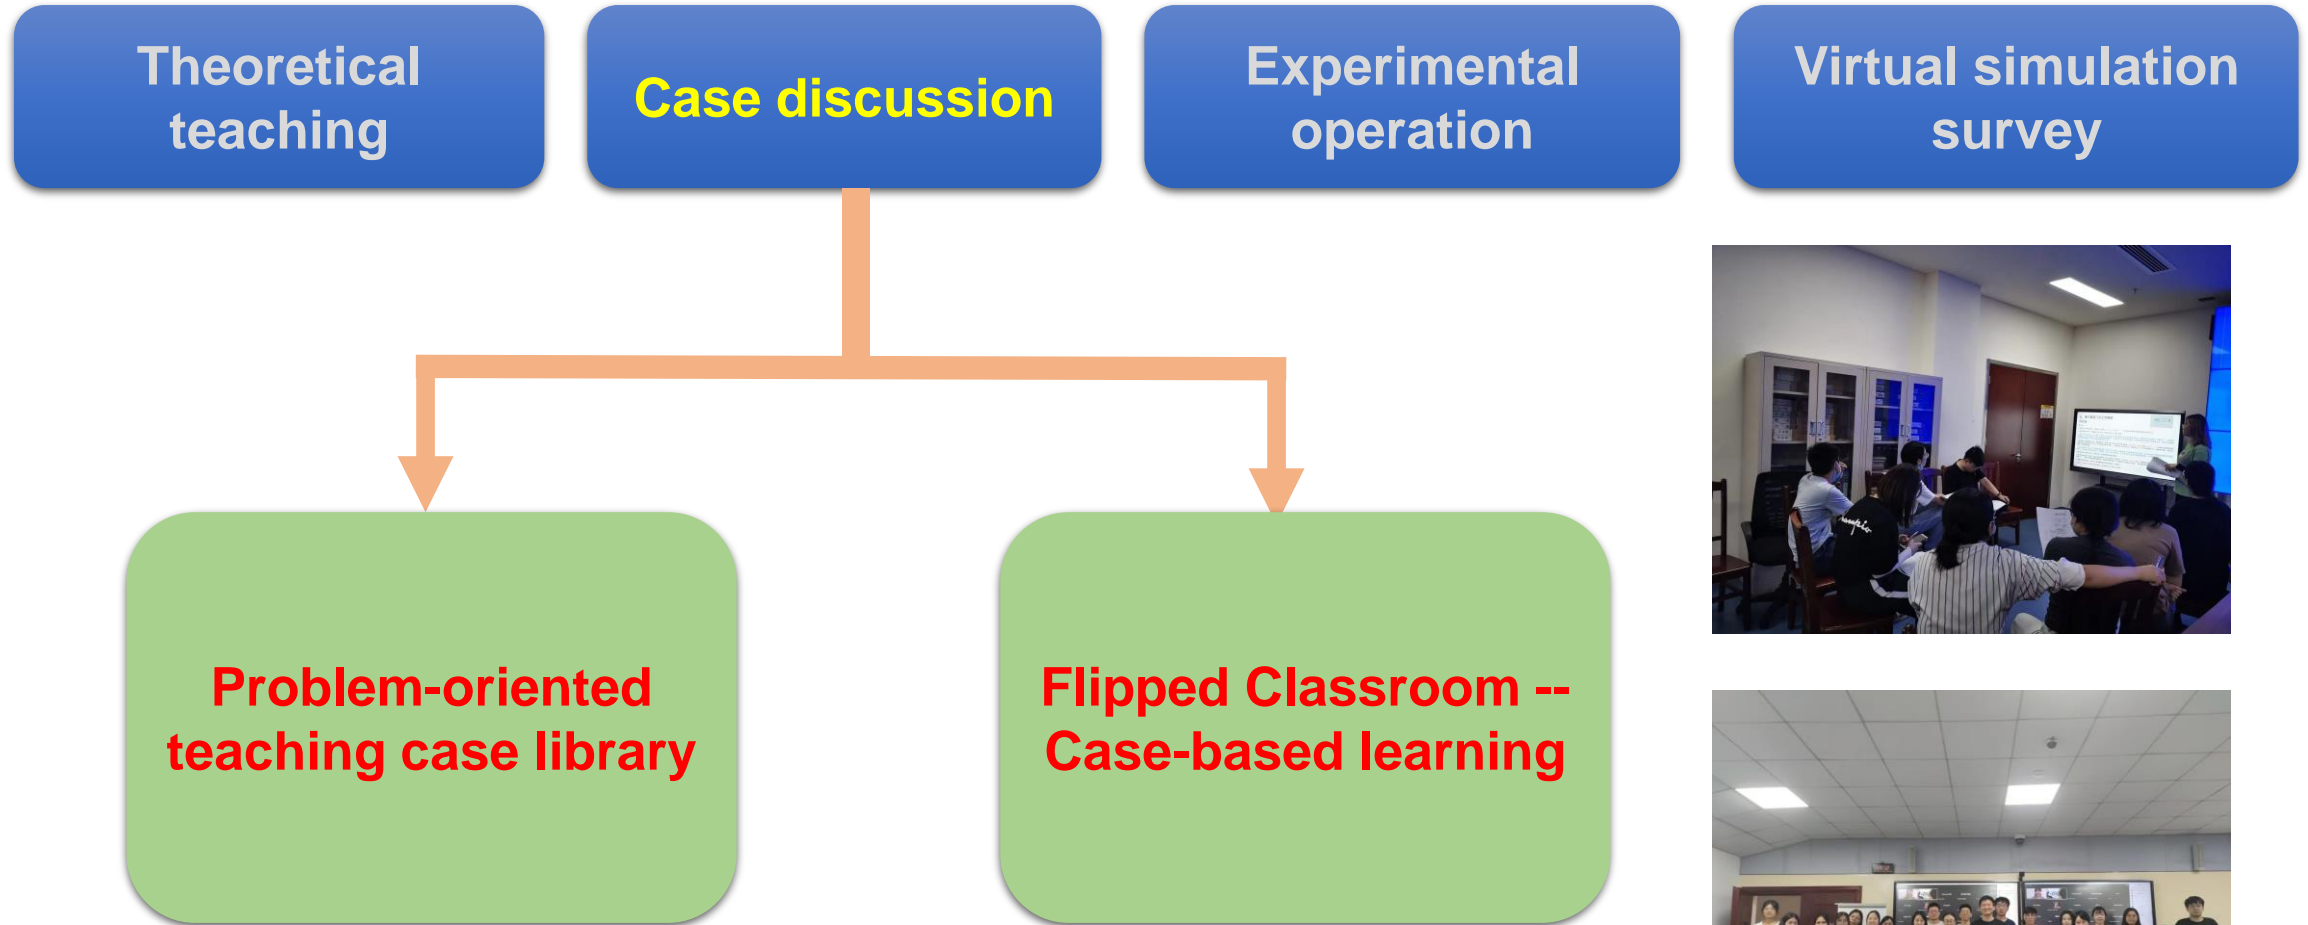 Theoretical
teaching
Case discussion
Experimental
operation
Virtual simulation
survey
Problem-oriented
teaching case library
Flipped Classroom --
Case-based learning